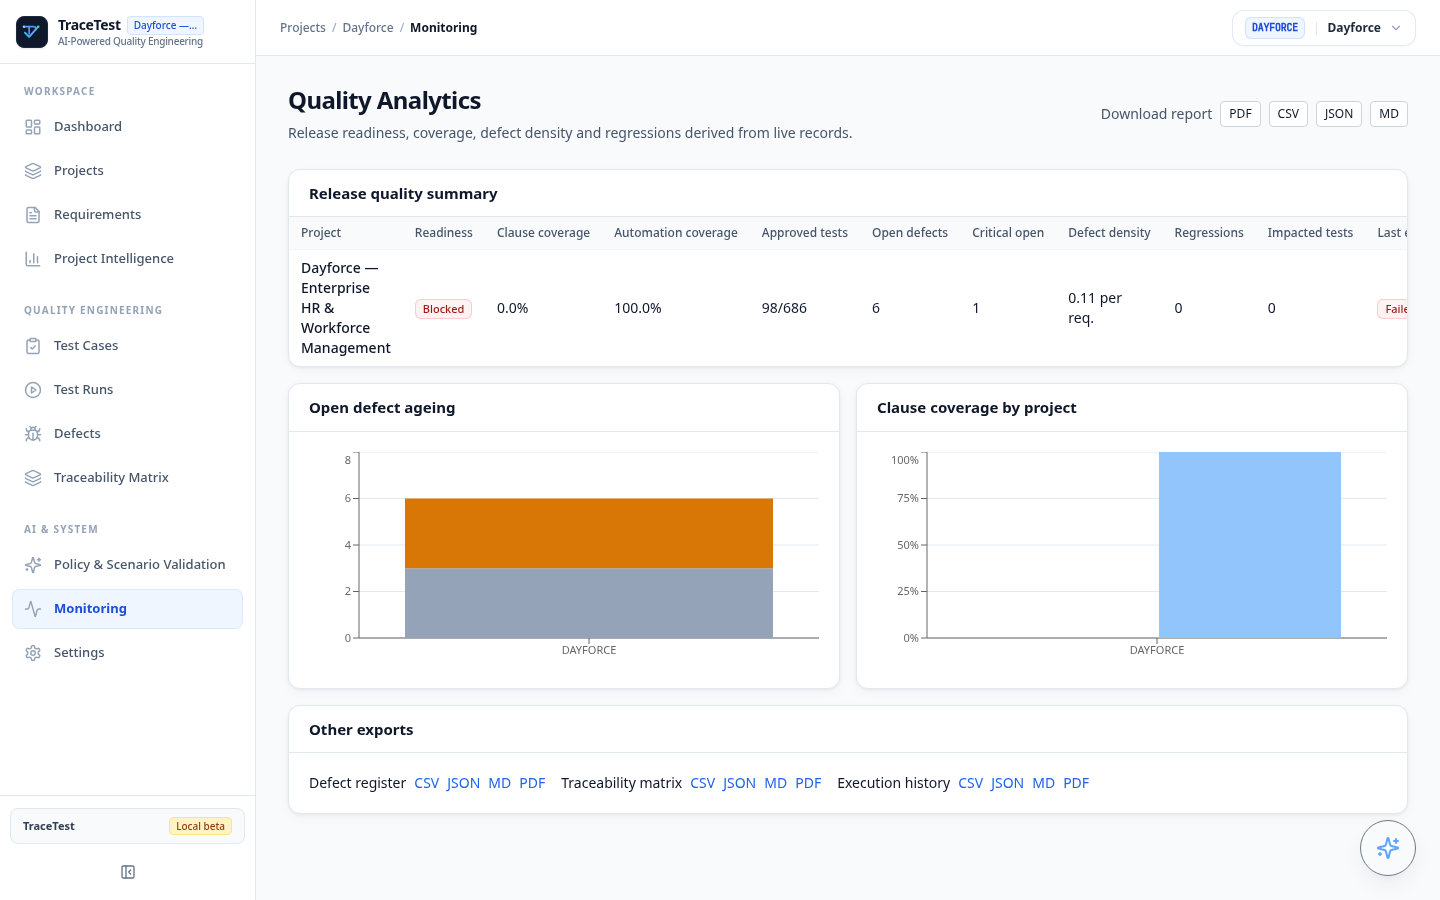 TraceTest
Dayforce —...
AI-Powered Quality Engineering
WORKSPACE
Dashboard
Projects
Requirements
Project Intelligence
QUALITY ENGINEERING
Test Cases
Test Runs
Defects
Traceability Matrix
AI & SYSTEM
Policy & Scenario Validation
Monitoring
Settings
TraceTest
Local beta
Projects / Dayforce / Monitoring
DAYFORCE
Dayforce
Quality Analytics
Release readiness, coverage, defect density and regressions derived from live records.
Download report PDF CSV JSON MD
Release quality summary
Project Readiness Clause coverage Automation coverage Approved tests Open defects Critical open Defect density Regressions Impacted tests Last
Dayforce —
Enterprise
HR &
Workforce
Management
Blocked 0.0% 100.0% 98/686 6 1
0.11 per
req.
0 0 Faile
Open defect ageing
8
6
4
2
0
DAYFORCE
Clause coverage by project
100%
75%
50%
25%
0%
DAYFORCE
Other exports
Defect register CSV JSON MD PDF Traceability matrix CSV JSON MD PDF Execution history CSV JSON MD PDF